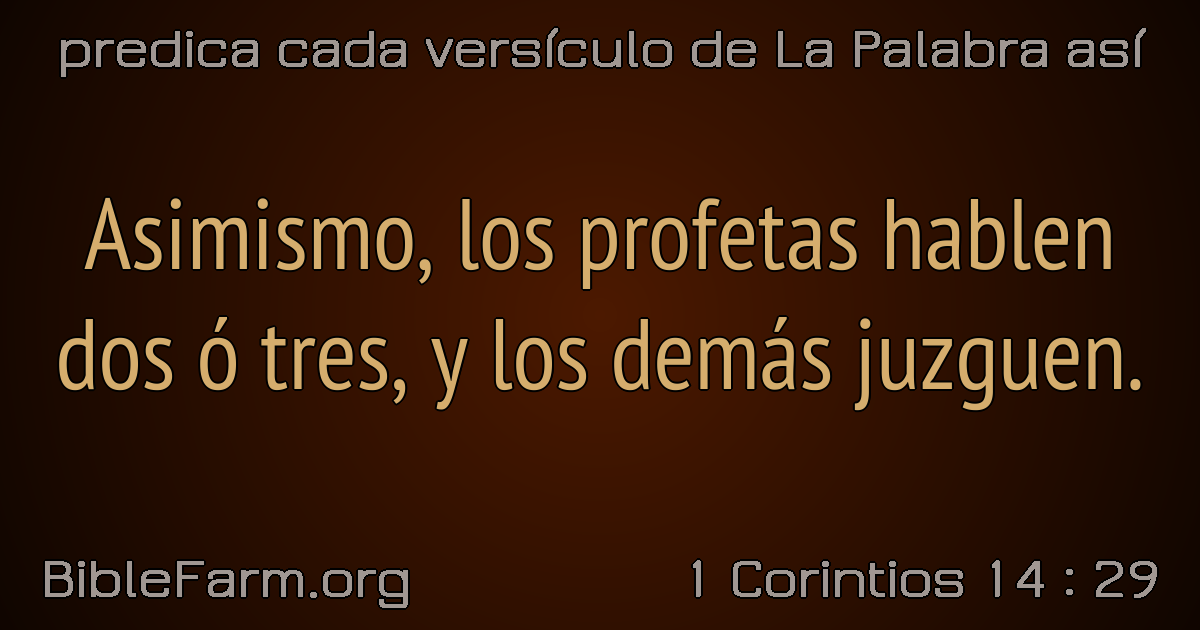 predica cada versículo de La Palabra así
Asimismo, los profetas hablen
dos ó tres, y los demás juzguen.
BibleFarm.org
1 Corintios 14 : 29